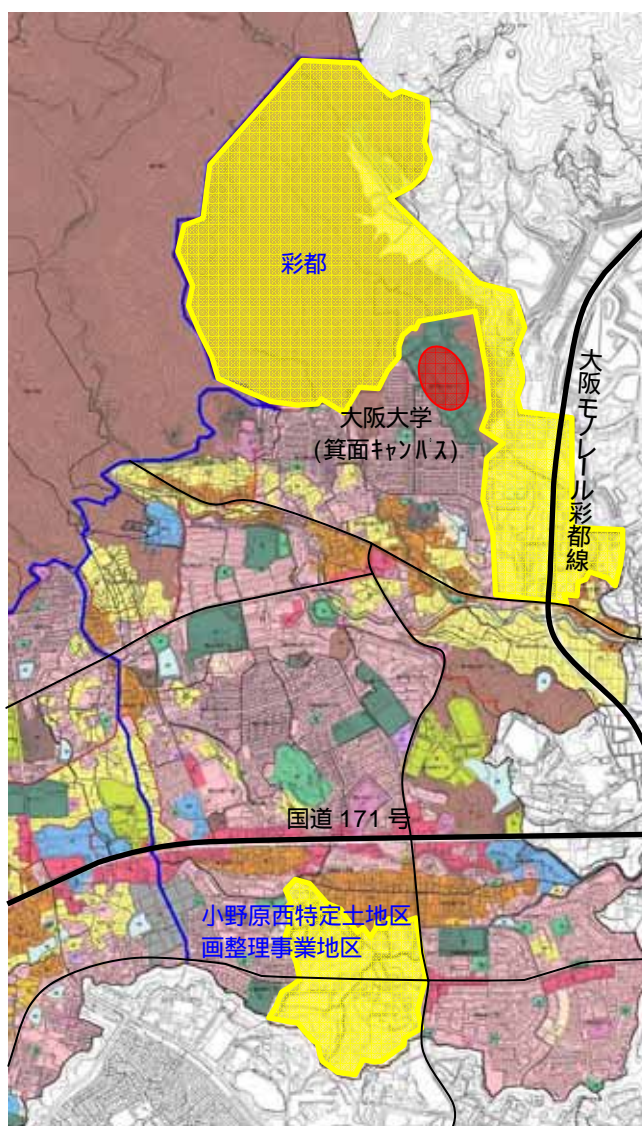 彩都
大阪大学
(箕面キャンパス)
大阪モノレール彩都線
国道 171 号
小野原西特定土地区
画整理事業地区